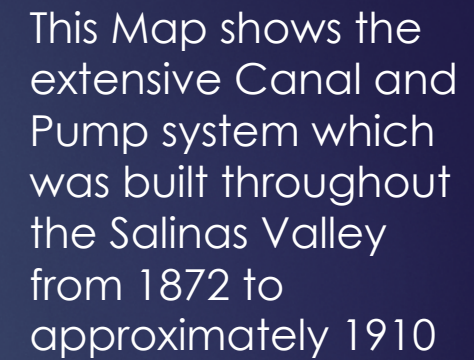 This Map shows the
extensive Canal and
Pump system which
was built throughout
the Salinas Valley
from 1872 to
approximately 1910